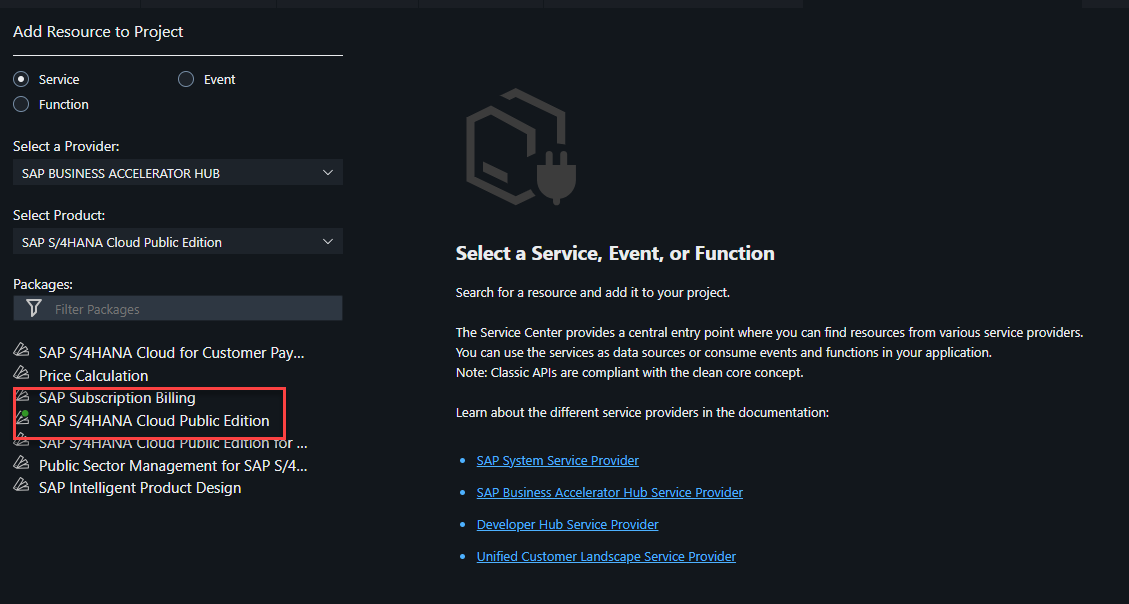 Add Resource to Project
Service
Event
Function
Select a Provider:
SAP BUSINESS ACCELERATOR HUB
Select Product:
SAP S/4HANA Cloud Public Edition
Packages:
Filter Packages
SAP S/4HANA Cloud for Customer Pay...
Price Calculation
SAP Subscription Billing
SAP S/4HANA Cloud Public Edition
SAP S/4HANA Cloud Public Edition for ...
Public Sector Management for SAP S/4...
SAP Intelligent Product Design
Select a Service, Event, or Function
Search for a resource and add it to your project.
The Service Center provides a central entry point where you can find resources from various service providers.
You can use the services as data sources or consume events and functions in your application.
Note: Classic APIs are compliant with the clean core concept.
Learn about the different service providers in the documentation:
SAP System Service Provider
SAP Business Accelerator Hub Service Provider
Developer Hub Service Provider
Unified Customer Landscape Service Provider